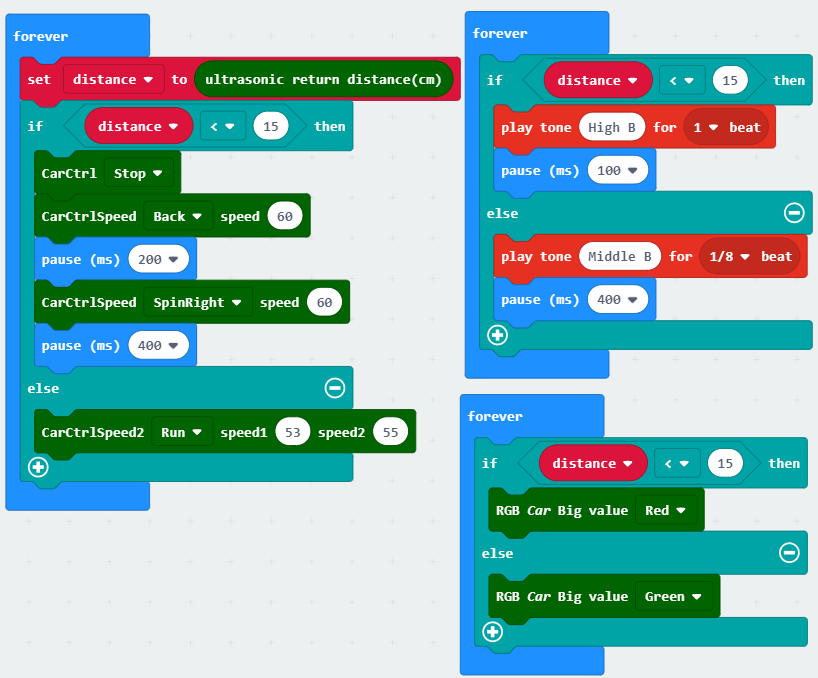 forever
set distance to ultrasonic return distance(cm)
if distance < 15 then
CarCtrl Stop
CarCtrlSpeed Back speed 60
pause (ms) 200
CarCtrlSpeed SpinRight speed 60
pause (ms) 400
else
CarCtrlSpeed2 Run speed1 53 speed2 55
forever
if distance < 15 then
play tone High B for 1 beat
pause (ms) 100
else
play tone Middle B for 1/8 beat
pause (ms) 400
forever
if distance < 15 then
RGB Car Big value Red
else
RGB Car Big value Green